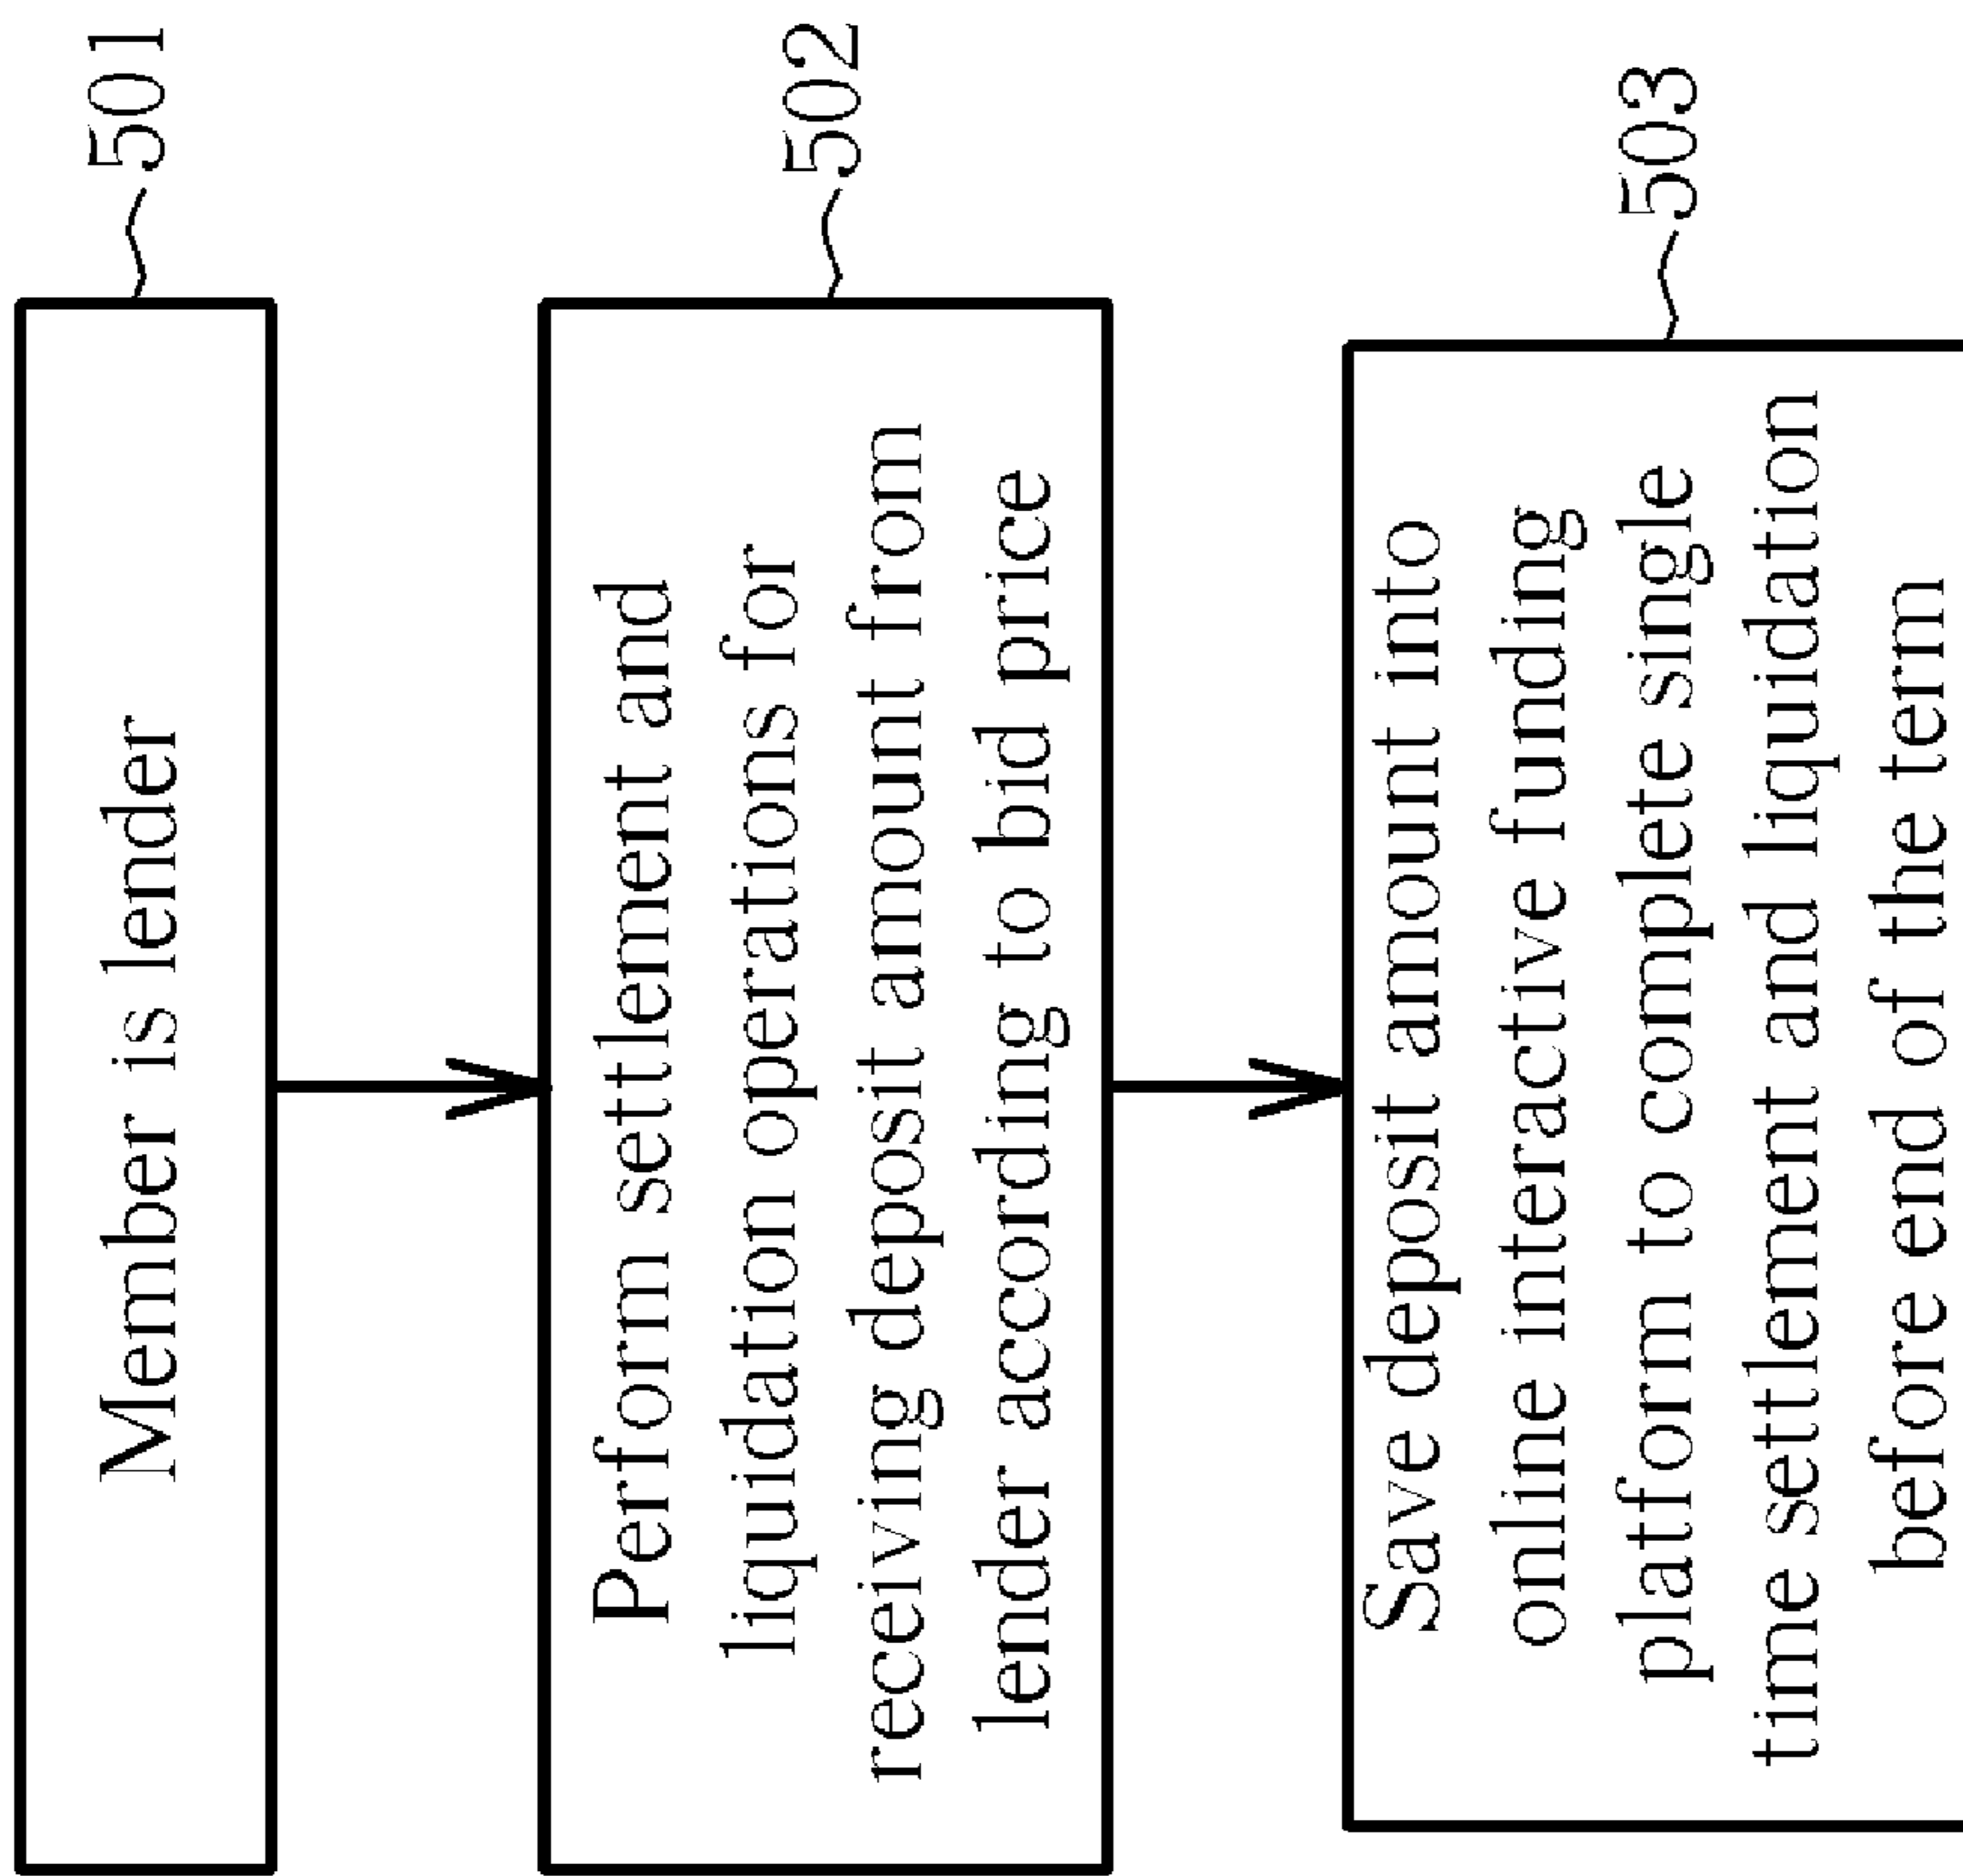 Member is lender
501
Perform settlement and
liquidation operations for
receiving deposit amount from
lender according to bid price
502
Save deposit amount into
online interactive funding
platform to complete single
time settlement and liquidation
before end of the term
503